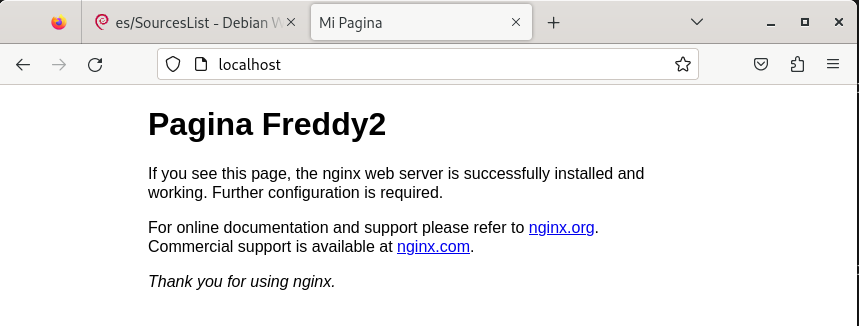 es/SourcesList - Debian W
Mi Pagina
localhost
Pagina Freddy2
If you see this page, the nginx web server is successfully installed and
working. Further configuration is required.
For online documentation and support please refer to nginx.org.
Commercial support is available at nginx.com.
Thank you for using nginx.